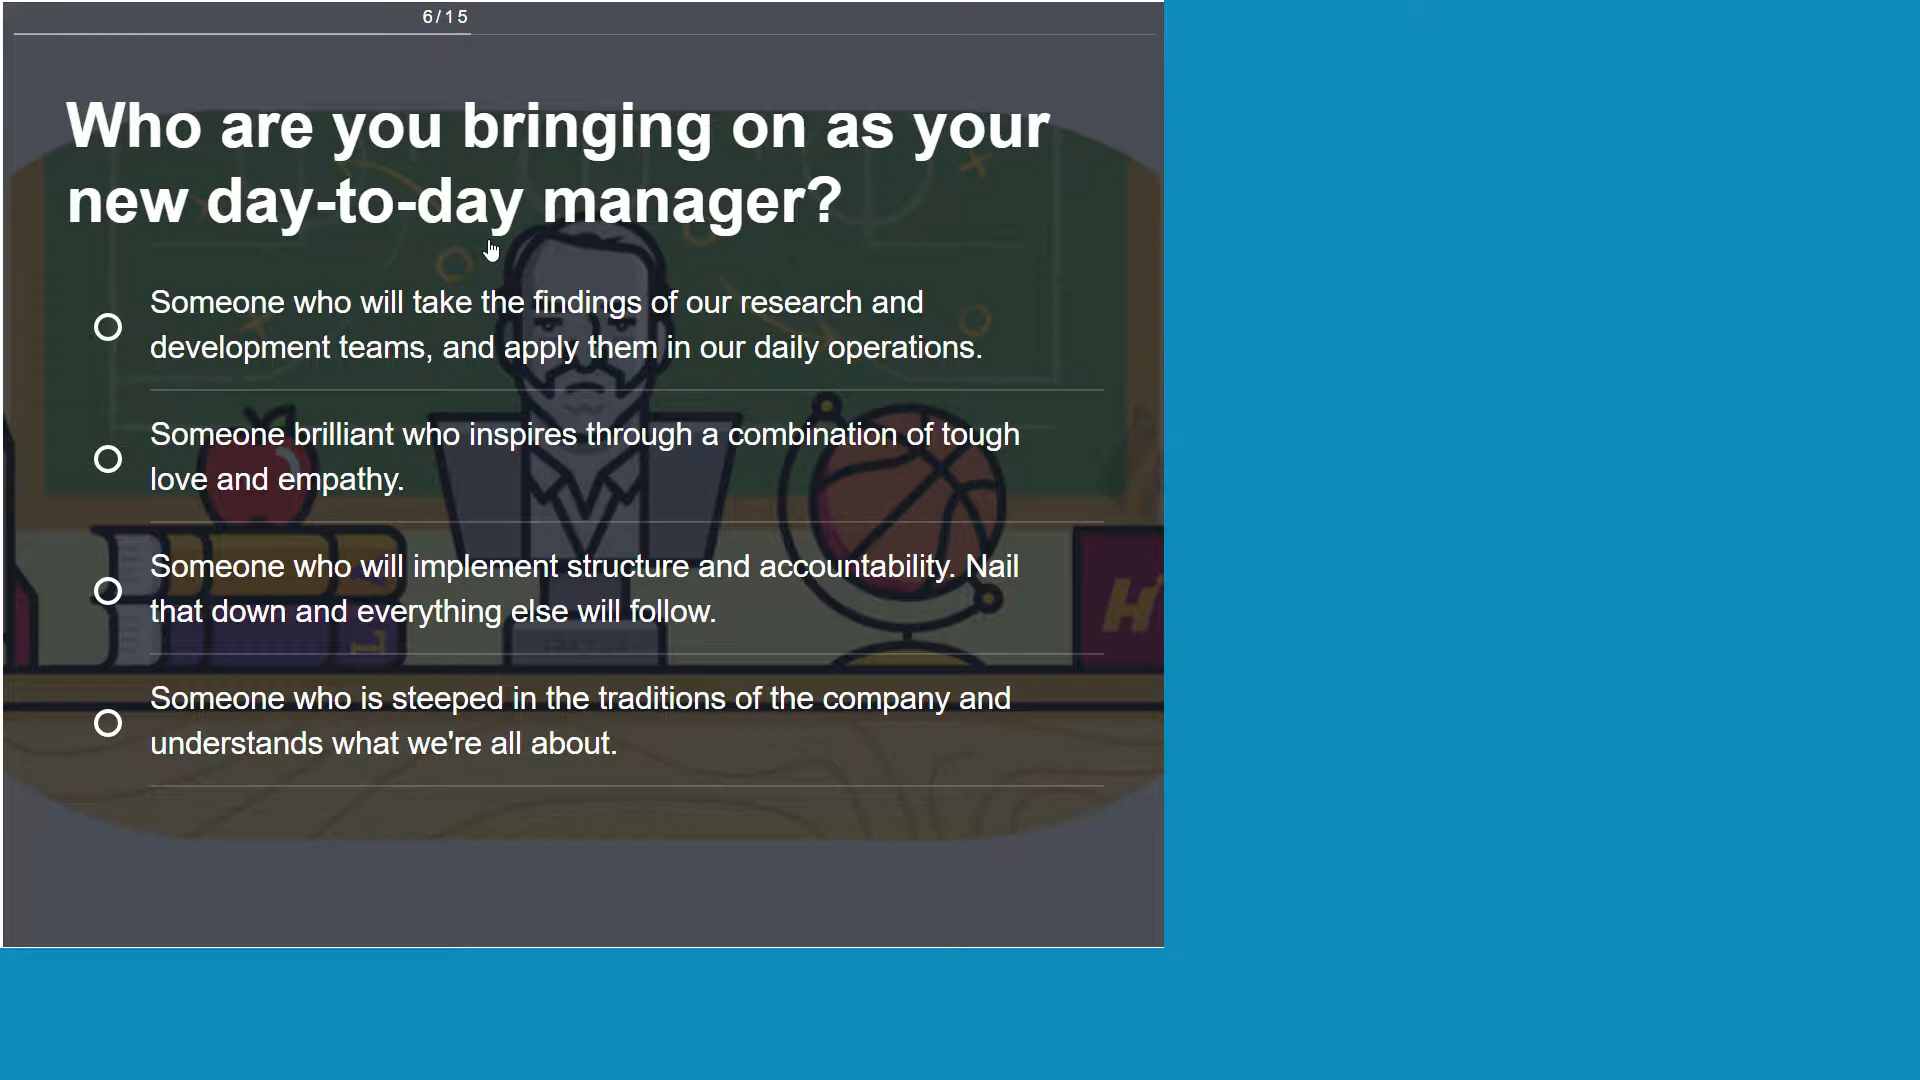 6/15
Who are you bringing on as your
new day-to-day manager?
Someone who will take the findings of our research and
development teams, and apply them in our daily operations.
Someone brilliant who inspires through a combination of tough
love and empathy.
Someone who will implement structure and accountability. Nail
that down and everything else will follow.
Someone who is steeped in the traditions of the company and
understands what we're all about.